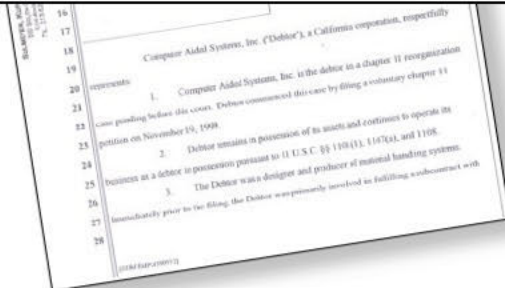 16
17
18
Computer Aided Systems, Inc. ("Debtor"), a California corporation, respectfully
19
20 represents:
21 1. Computer Aided Systems, Inc. is the debtor in a chapter 11 reorganization
22 case pending before this court. Debtor commenced this case by filing a voluntary chapter 11
23 petition on November 19, 1998.
24 2. Debtor remains in possession of its assets and continues to operate its
25 business as a debtor in possession pursuant to 11 U.S.C. §§ 1101(1), 1107(a), and 1108.
26 3. The Debtor was a designer and producer of material handling systems.
27 Immediately prior to the filing, the Debtor was primarily involved in fulfilling a subcontract with
28